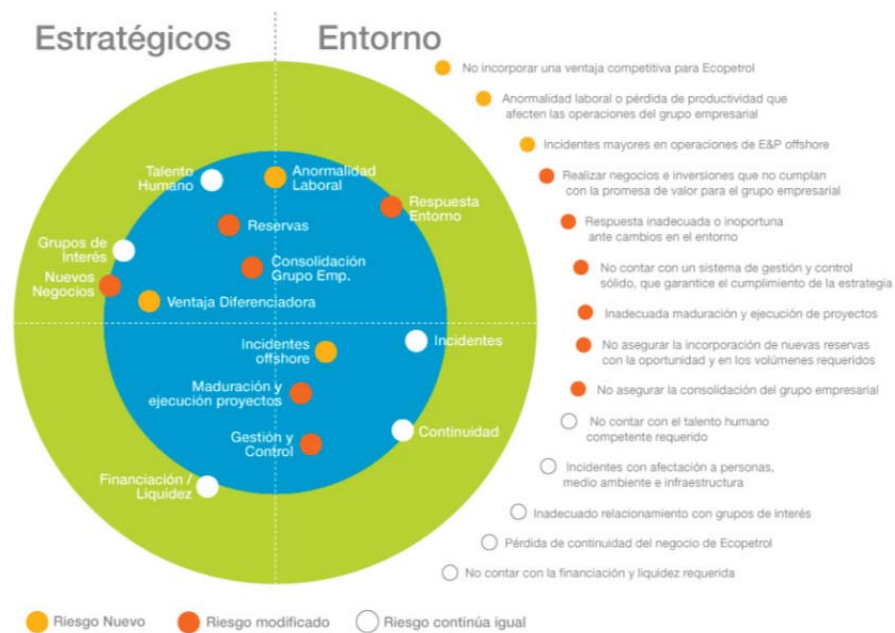 Estratégicos
Entorno
No incorporar una ventaja competitiva para Ecopetrol
Anormalidad laboral o pérdida de productividad que
afecten las operaciones del grupo empresarial
Incidentes mayores en operaciones de E&P offshore
Realizar negocios e inversiones que no cumplan
con la promesa de valor para el grupo empresarial
Respuesta inadecuada o inoportuna
ante cambios en el entorno
No contar con un sistema de gestión y control
sólido, que garantice el cumplimiento de la estrategia
Inadecuada maduración y ejecución de proyectos
No asegurar la incorporación de nuevas reservas
con la oportunidad y en los volúmenes requeridos
No asegurar la consolidación del grupo empresarial
No contar con el talento humano
competente requerido
Incidentes con afectación a personas,
medio ambiente e infraestructura
Inadecuado relacionamiento con grupos de interés
Pérdida de continuidad del negocio de Ecopetrol
No contar con la financiación y liquidez requerida
Talento
Humano
Anormalidad
Laboral
Respuesta
Entorno
Reservas
Grupos de
Interés
Consolidación
Grupo Emp.
Nuevos
Negocios
Ventaja Diferenciadora
Incidentes
offshore
Incidentes
Maduración y
ejecución proyectos
Gestión y
Control
Continuidad
Financiación /
Liquidez
Riesgo Nuevo
Riesgo modificado
Riesgo continúa igual